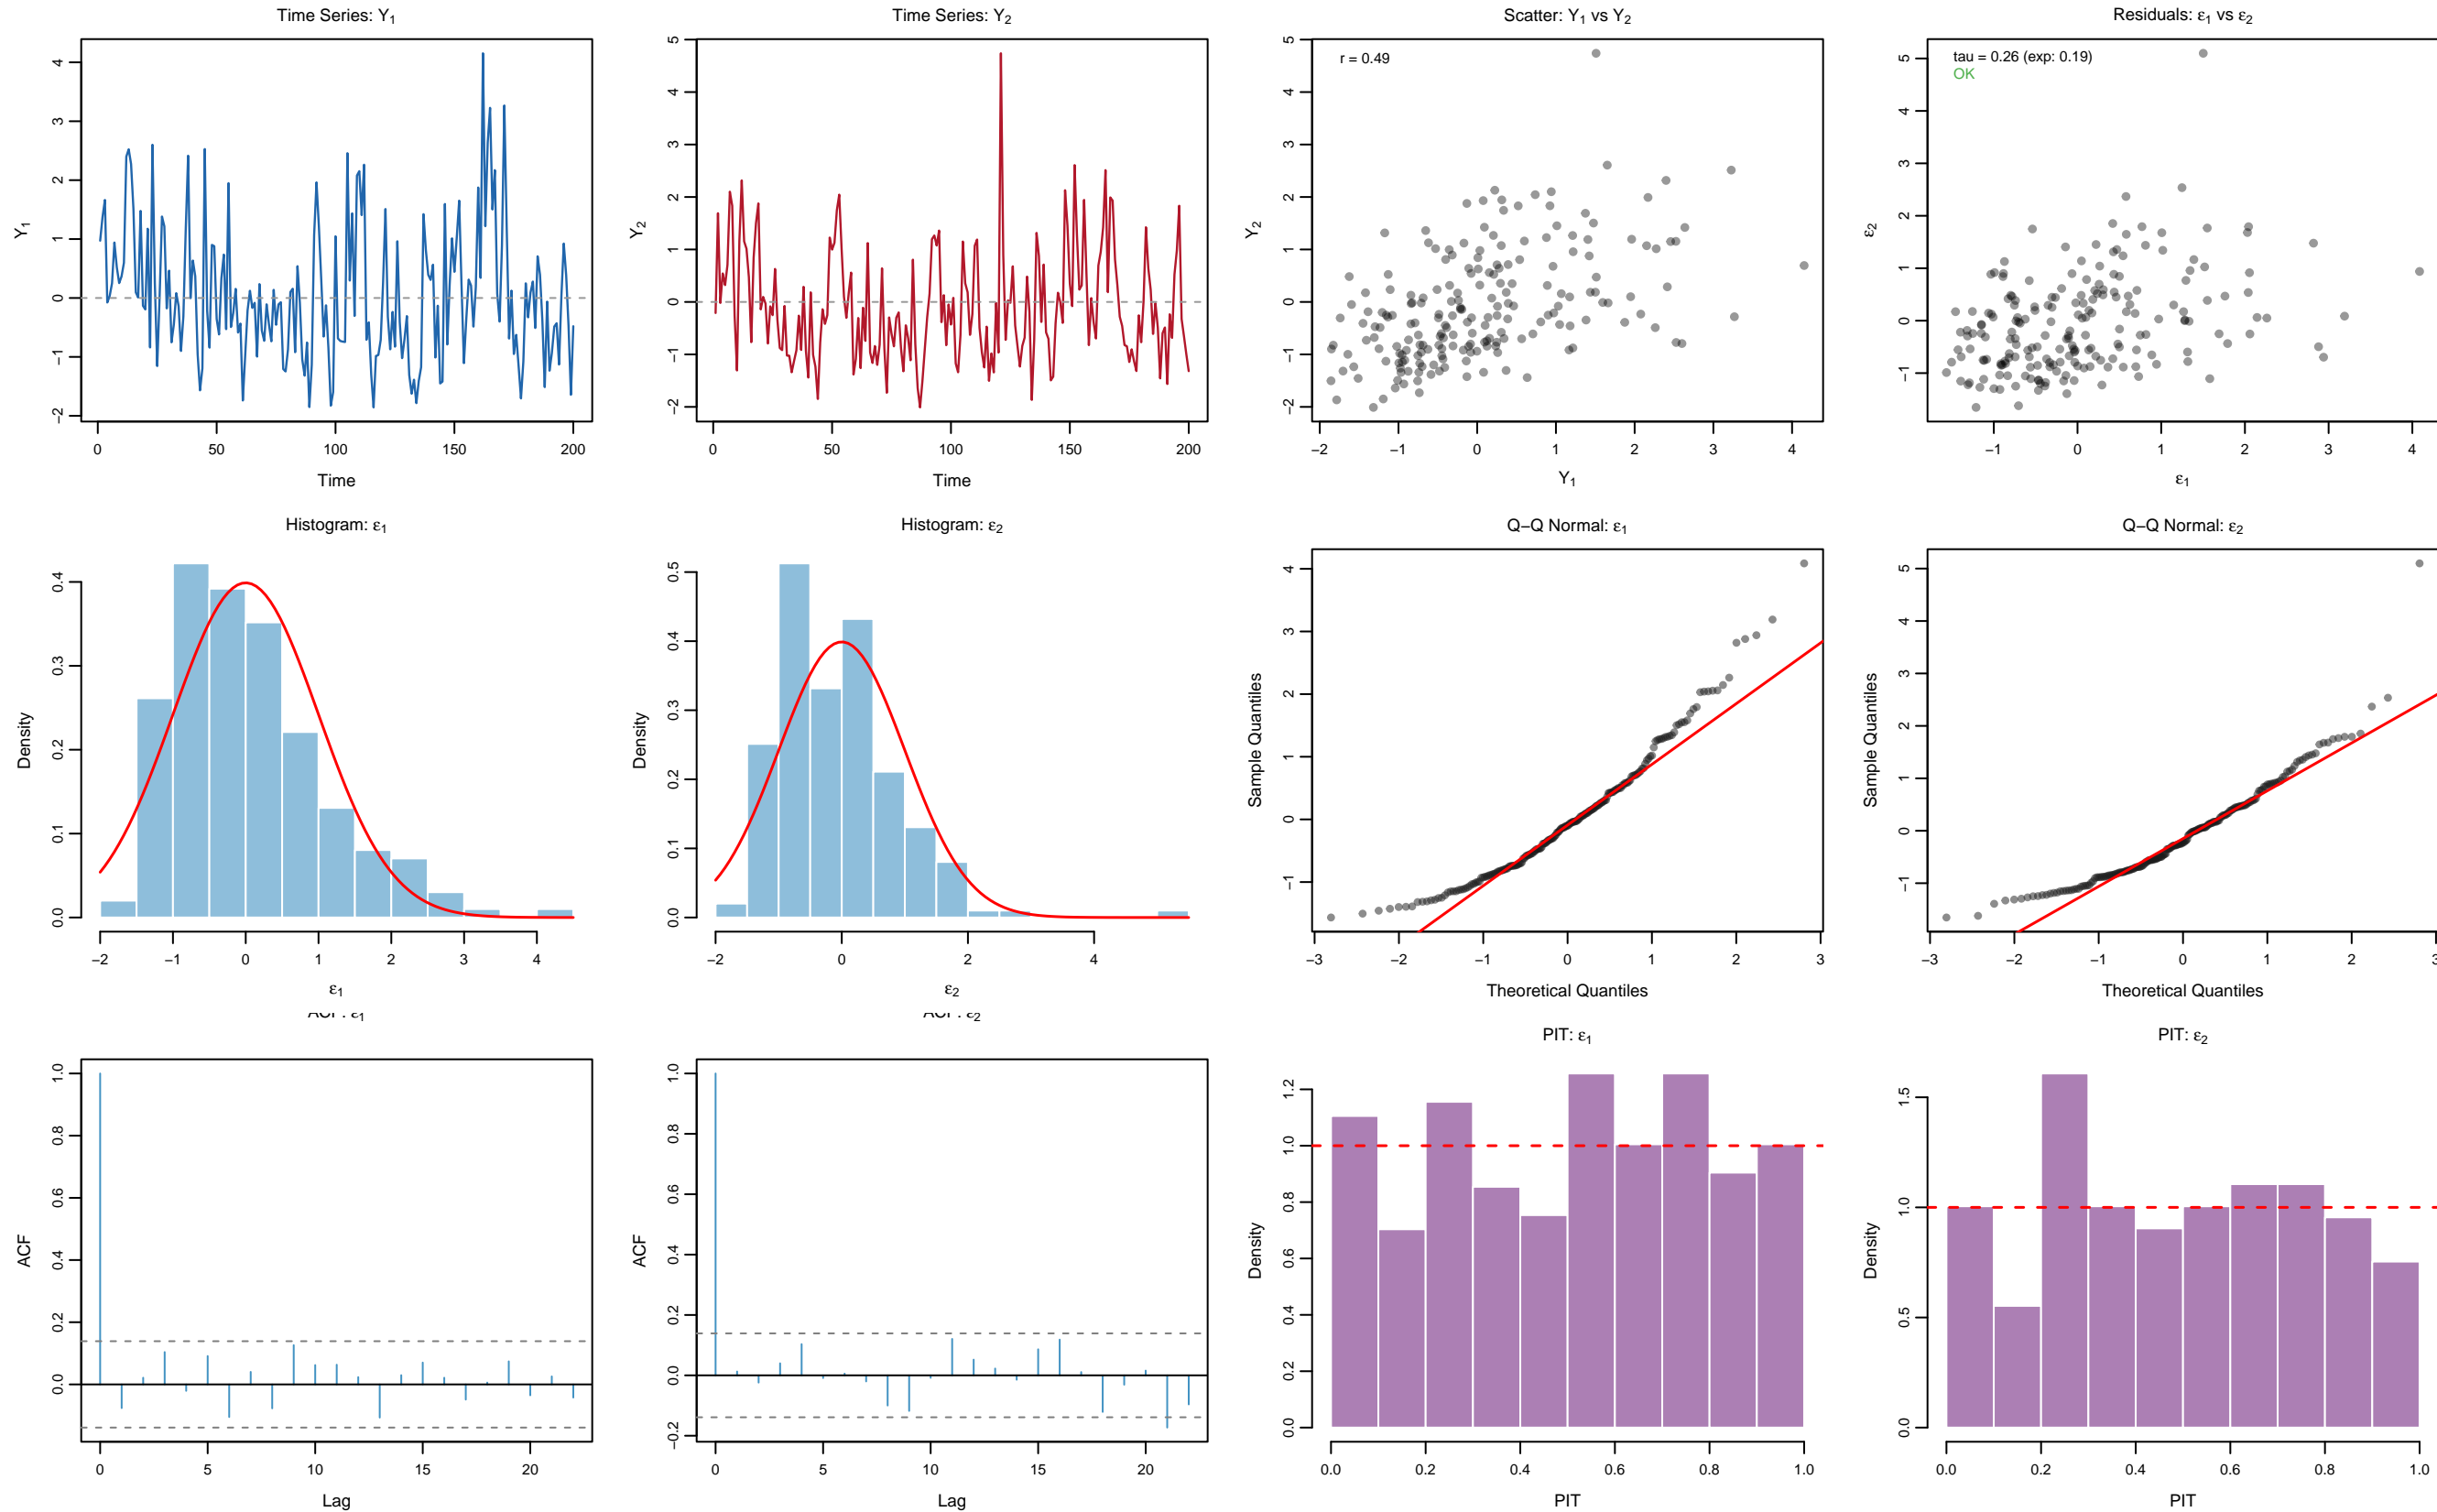 Time Series: Y1
Y1
−2 −1 0 1 2 3 4
0 50 100 150 200
Time
Time Series: Y2
Y2
−2 −1 0 1 2 3 4 5
0 50 100 150 200
Time
Scatter: Y1 vs Y2
r = 0.49
Y2
−2 −1 0 1 2 3 4 5
−2 −1 0 1 2 3 4
Y1
Residuals: ε1 vs ε2
tau = 0.26 (exp: 0.19)
OK
ε2
−1 0 1 2 3 4 5
−1 0 1 2 3 4
ε1
Histogram: ε1
Density
0.0 0.1 0.2 0.3 0.4
−2 −1 0 1 2 3 4
ε1
Histogram: ε2
Density
0.0 0.1 0.2 0.3 0.4 0.5
−2 0 2 4
ε2
Q−Q Normal: ε1
Sample Quantiles
−1 0 1 2 3 4
−3 −2 −1 0 1 2 3
Theoretical Quantiles
Q−Q Normal: ε2
Sample Quantiles
−1 0 1 2 3 4 5
−3 −2 −1 0 1 2 3
Theoretical Quantiles
ACF: ε1
ACF
0.0 0.2 0.4 0.6 0.8 1.0
0 5 10 15 20
Lag
ACF: ε2
ACF
−0.2 0.0 0.2 0.4 0.6 0.8 1.0
0 5 10 15 20
Lag
PIT: ε1
Density
0.0 0.2 0.4 0.6 0.8 1.0 1.2
0.0 0.2 0.4 0.6 0.8 1.0
PIT
PIT: ε2
Density
0.0 0.5 1.0 1.5
0.0 0.2 0.4 0.6 0.8 1.0
PIT